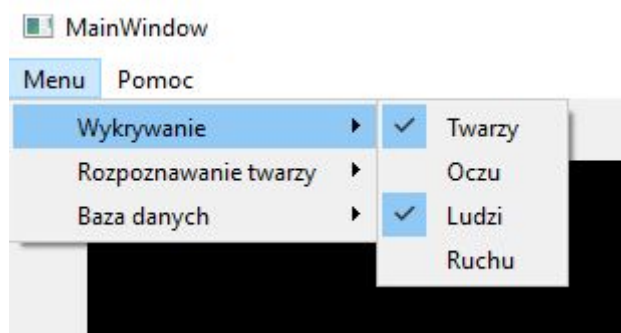 MainWindow
Menu Pomoc
Wykrywanie
Rozpoznawanie twarzy
Baza danych
Twarzy
Oczu
Ludzi
Ruchu